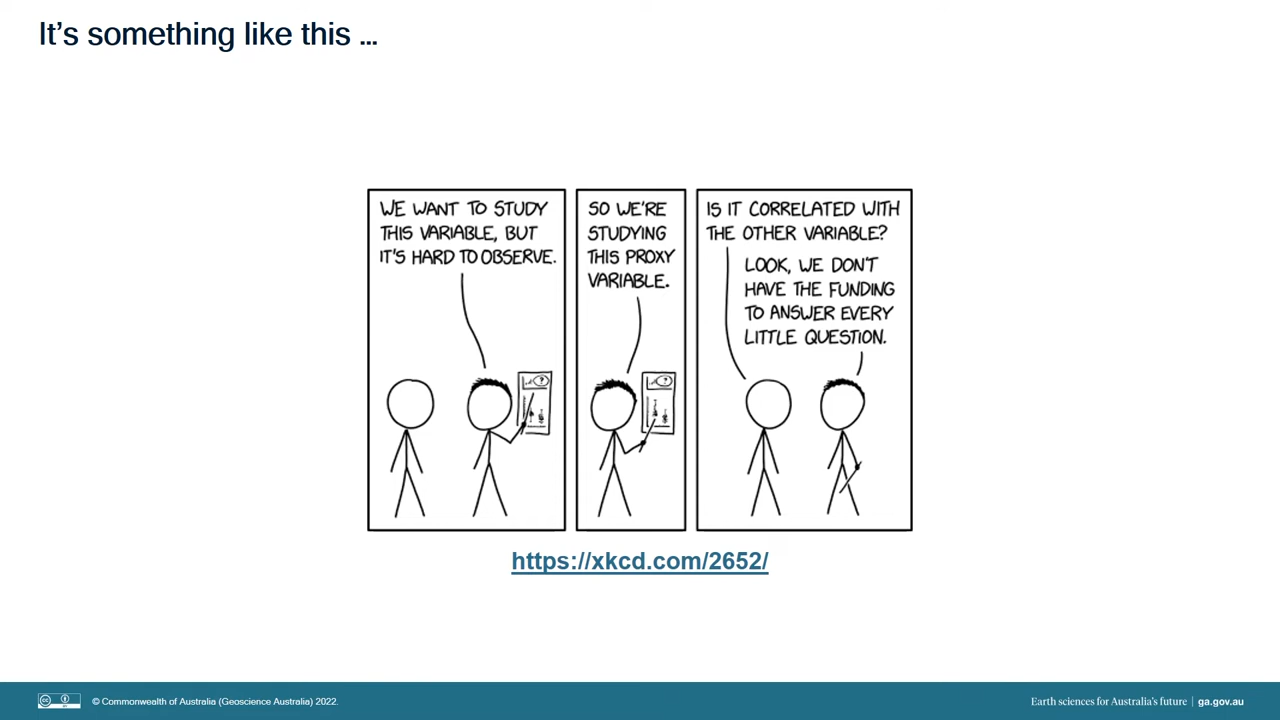 It's something like this ...
WE WANT TO STUDY
THIS VARIABLE, BUT
IT'S HARD TO OBSERVE.
SO WE'RE
STUDYING
THIS PROXY
VARIABLE.
IS IT CORRELATED WITH
THE OTHER VARIABLE?
LOOK, WE DON'T
HAVE THE FUNDING
TO ANSWER EVERY
LITTLE QUESTION.
?
?
https://xkcd.com/2652/
cc
© Commonwealth of Australia (Geoscience Australia) 2022.
Earth sciences for Australia's future | ga.gov.au